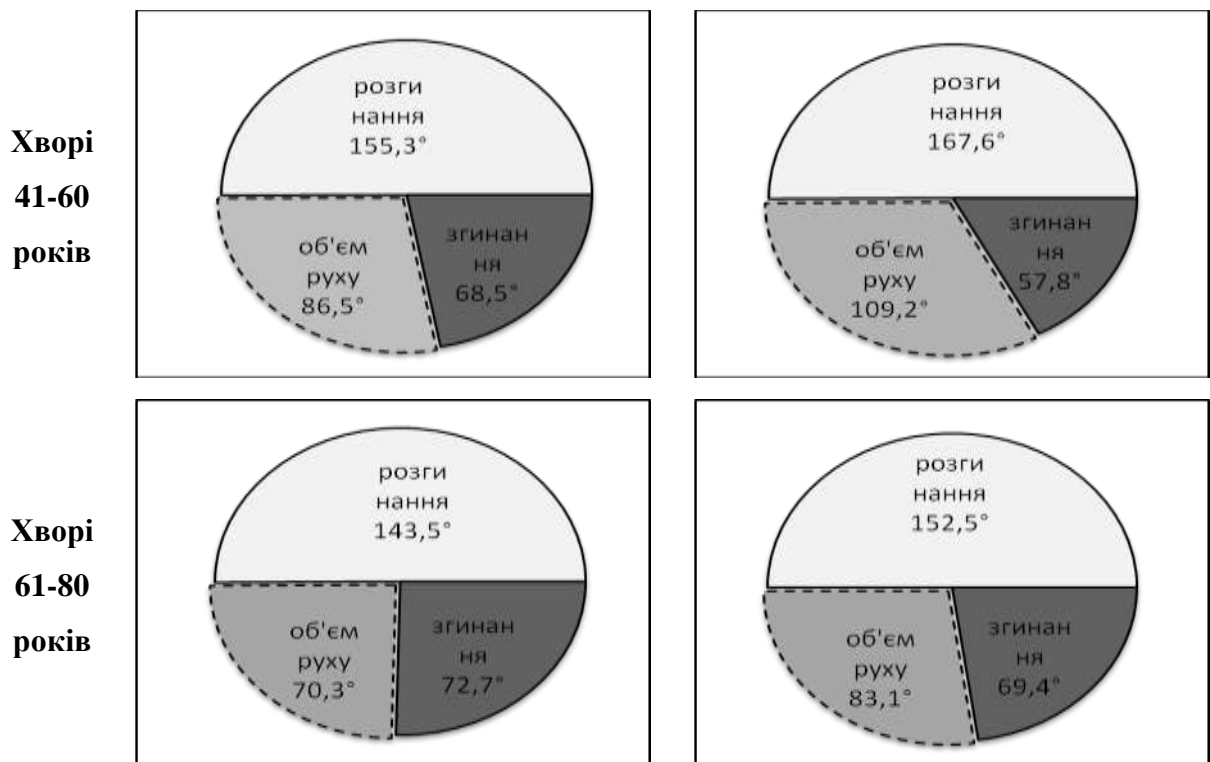 Хворі
41-60
років
розги
нання
155,3°
об'єм
руху
86,5°
згинан
ня
68,5°
розги
нання
167,6°
об'єм
руху
109,2°
згинан
ня
57,8°
Хворі
61-80
років
розги
нання
143,5°
об'єм
руху
70,3°
згинан
ня
72,7°
розги
нання
152,5°
об'єм
руху
83,1°
згинан
ня
69,4°